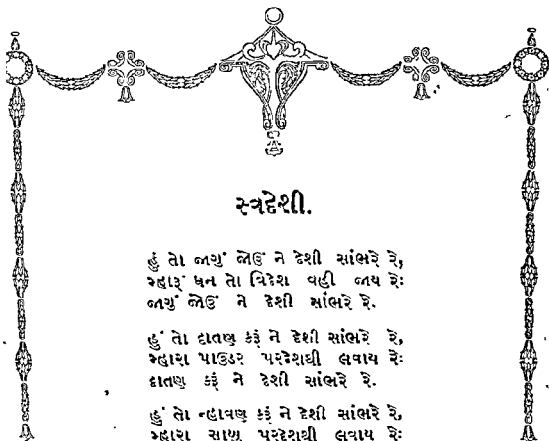 સ્વદેશી.
હું તો જાગું જોઉં ને દેશી સાંભરે રે,
મ્હારૂં ધન તો વિદેશ વહી જાય રેઃ
જાગું જોઉં ને દેશી સાંભરે રે.
હું તો દાતણ કરૂં ને દેશી સાંભરે રે,
મ્હારા પાઉડર પરદેશથી લવાય રેઃ
દાતણ કરૂં ને દેશી સાંભરે રે.
હું તો ન્હાવણ કરૂં ને દેશી સાંભરે રે,
મ્હારા સાબુ પરદેશથી લવાય રેઃ